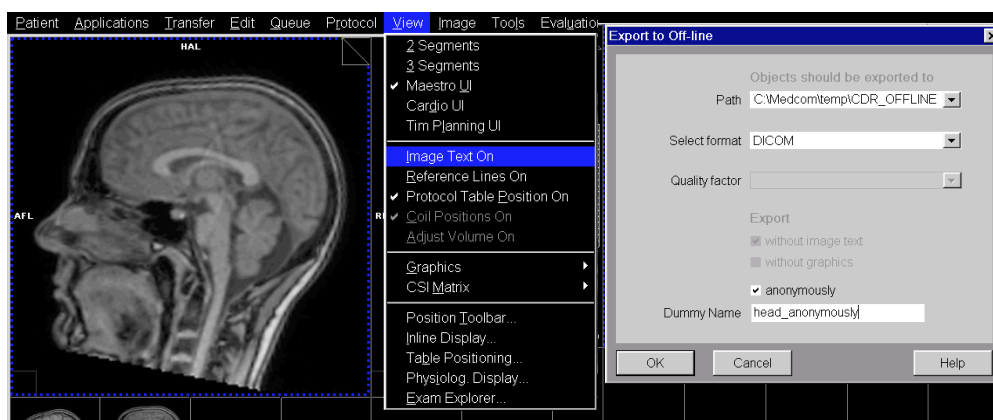 Patient Applications Transfer Edit Queue Protocol View Image Tools Evaluatio
HAL
AFL
R
2 Segments
3 Segments
Maestro UI
Cardio UI
Tim Planning UI
Image Text On
Reference Lines On
Protocol Table Position On
Coil Positions On
Adjust Volume On
Graphics
CSI Matrix
Position Toolbar...
Inline Display...
Table Positioning...
Physiolog. Display...
Exam Explorer...
Export to Off-line
Objects should be exported to
Path C:\Medcom\temp\CDR_OFFLINE
Select format DICOM
Quality factor
Export
without image text
without graphics
anonymously
Dummy Name head_anonymously
OK Cancel Help